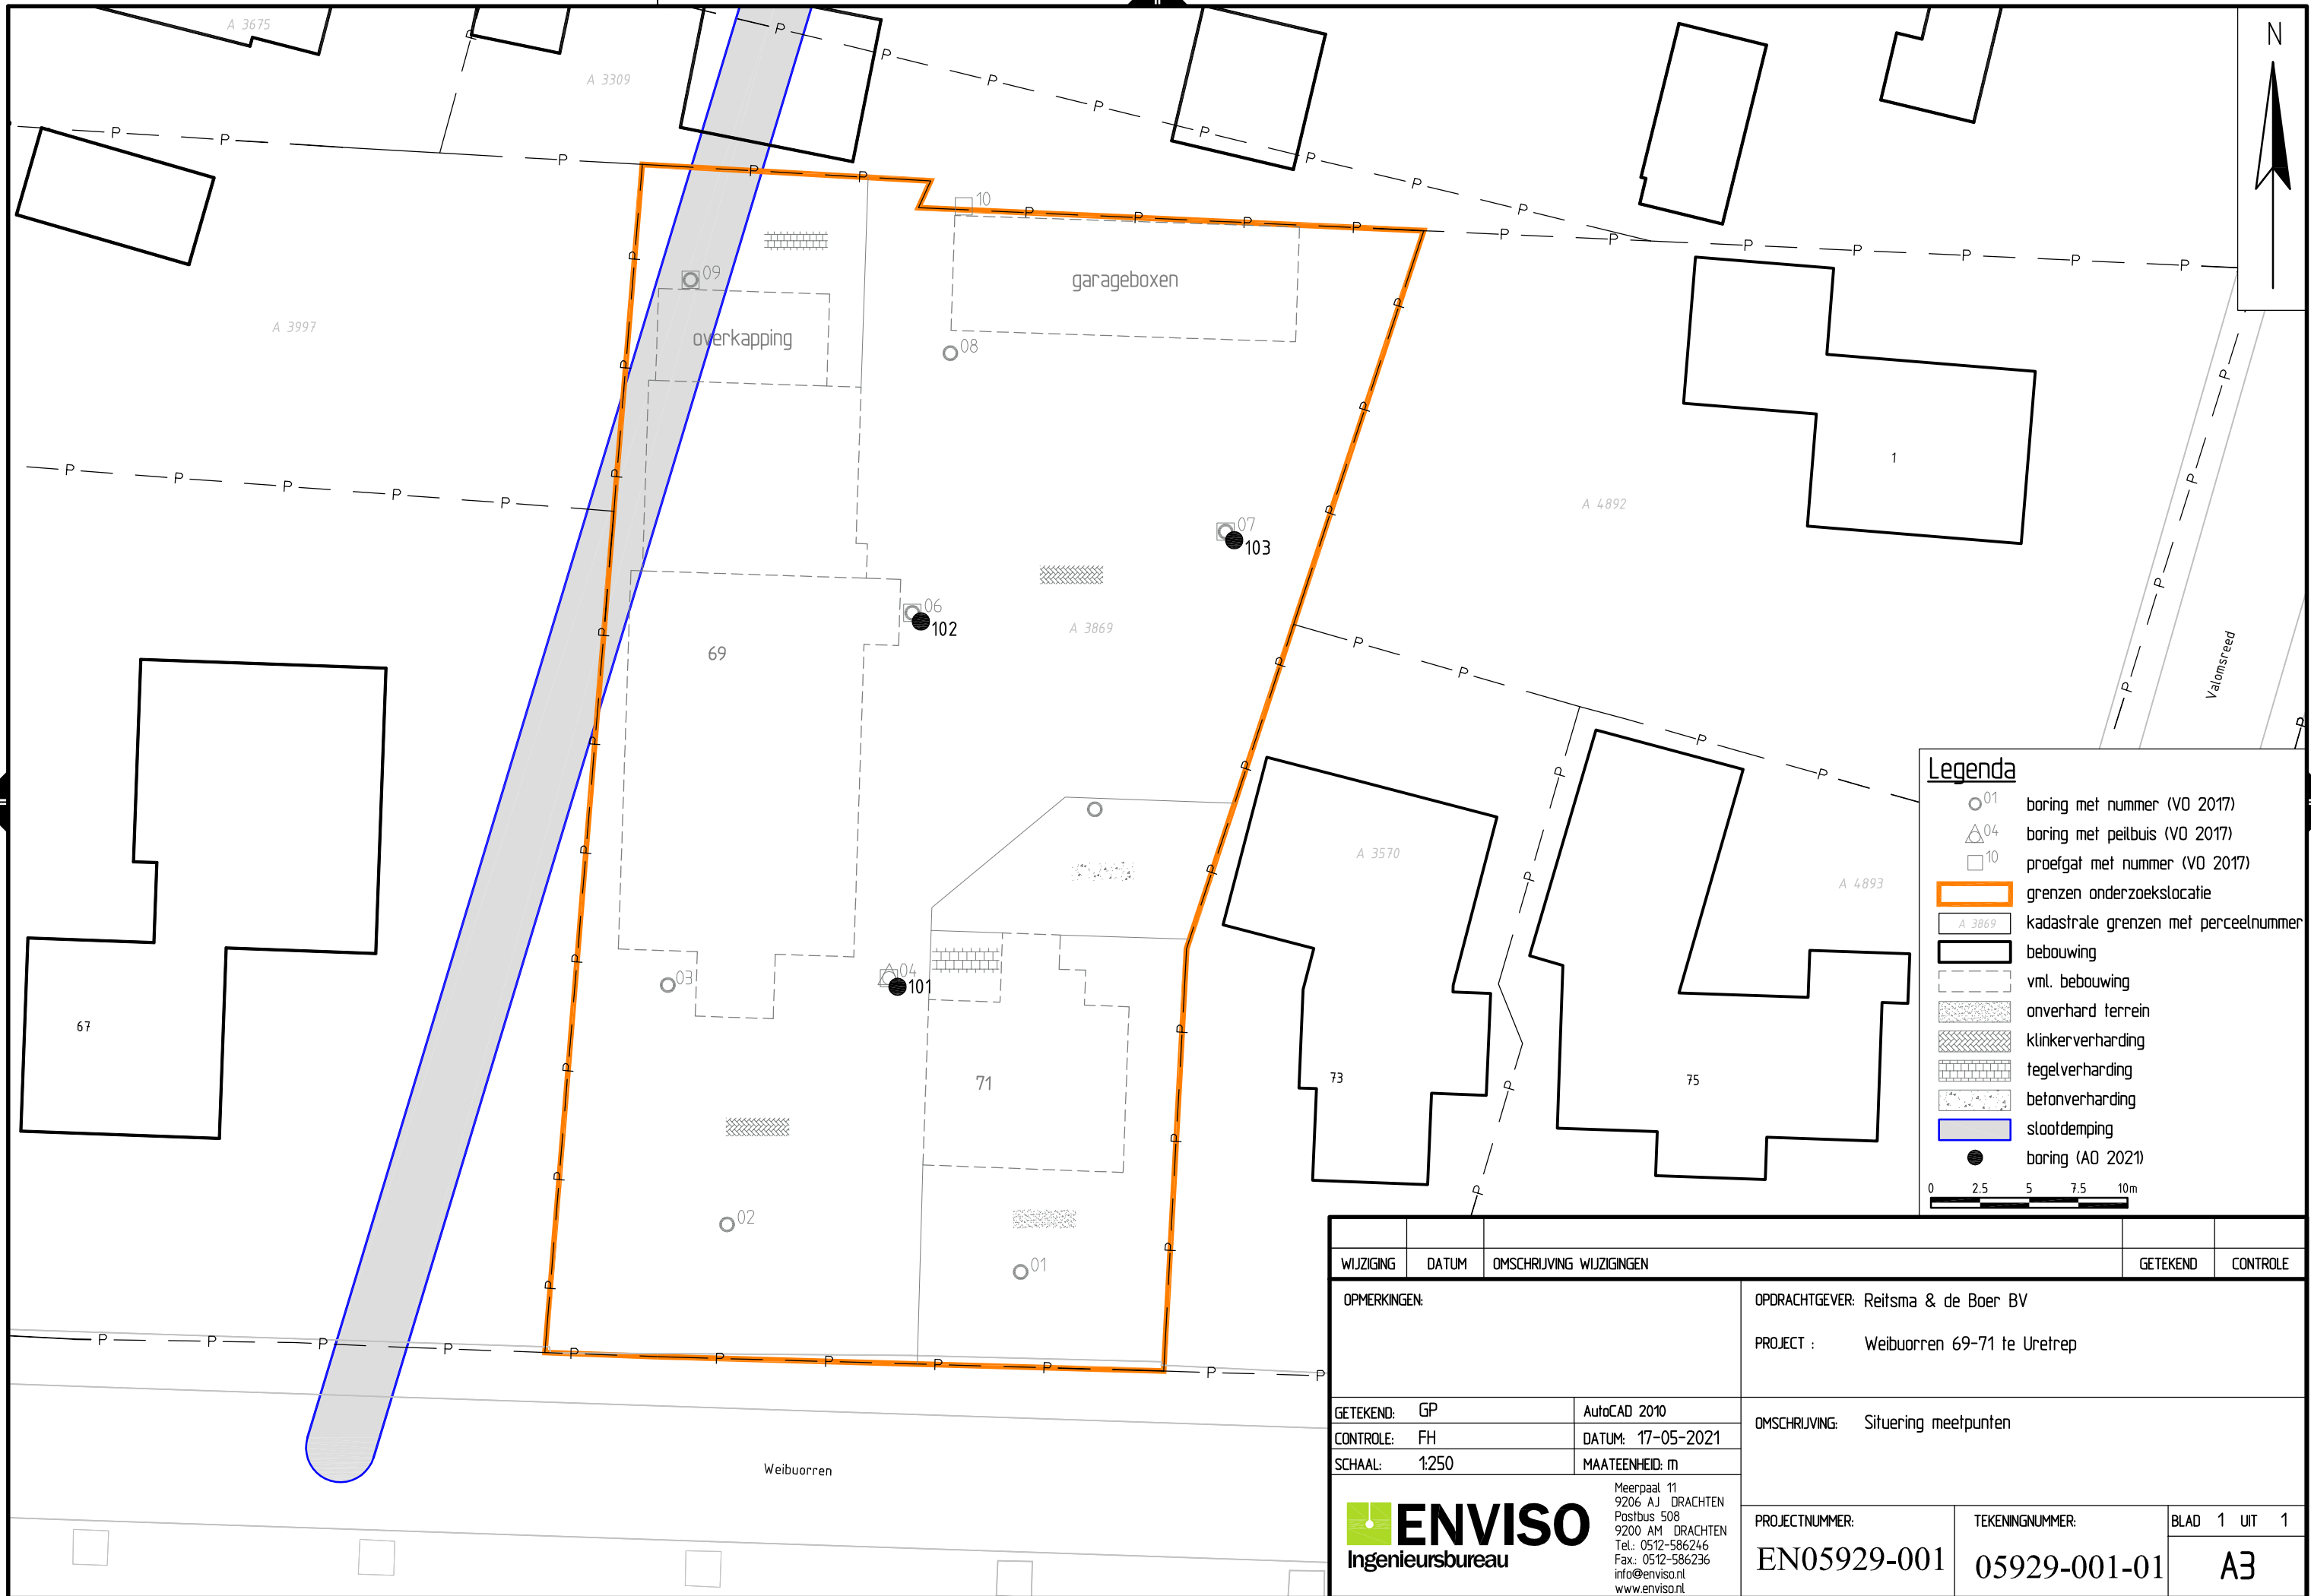 A 3675
A 3309
N
10
09
garageboxen
overkapping
08
A 3997
1
A 4892
07
103
06
102
A 3869
69
Valomsreed
Legenda
01 boring met nummer (VO 2017)
04 boring met peilbuis (VO 2017)
10 proefgat met nummer (VO 2017)
grenzen onderzoekslocatie
A 3869 kadastrale grenzen met perceelnummer
bebouwing
vml. bebouwing
onverhard terrein
klinkerverharding
tegelverharding
betonverharding
slootdemping
boring (AO 2021)
0 2.5 5 7.5 10m
A 3570
A 4893
03
04
101
67
71
73
75
02
01
Weibuorren
WIJZIGING DATUM OMSCHRIJVING WIJZIGINGEN GETEKEND CONTROLE
OPMERKINGEN:
OPDRACHTGEVER: Reitsma & de Boer BV
PROJECT : Weibuorren 69-71 te Uretrep
GETEKEND: GP AutoCAD 2010
CONTROLE: FH DATUM: 17-05-2021
SCHAAL: 1:250 MAATEENHEID: m
OMSCHRIJVING: Situering meetpunten
ENVISO
Ingenieursbureau
Meerpaal 11
9206 AJ DRACHTEN
Postbus 508
9200 AM DRACHTEN
Tel.: 0512-586246
Fax.: 0512-586236
info@enviso.nl
www.enviso.nl
PROJECTNUMMER:
EN05929-001
TEKENINGNUMMER:
05929-001-01
BLAD 1 UIT 1
A3